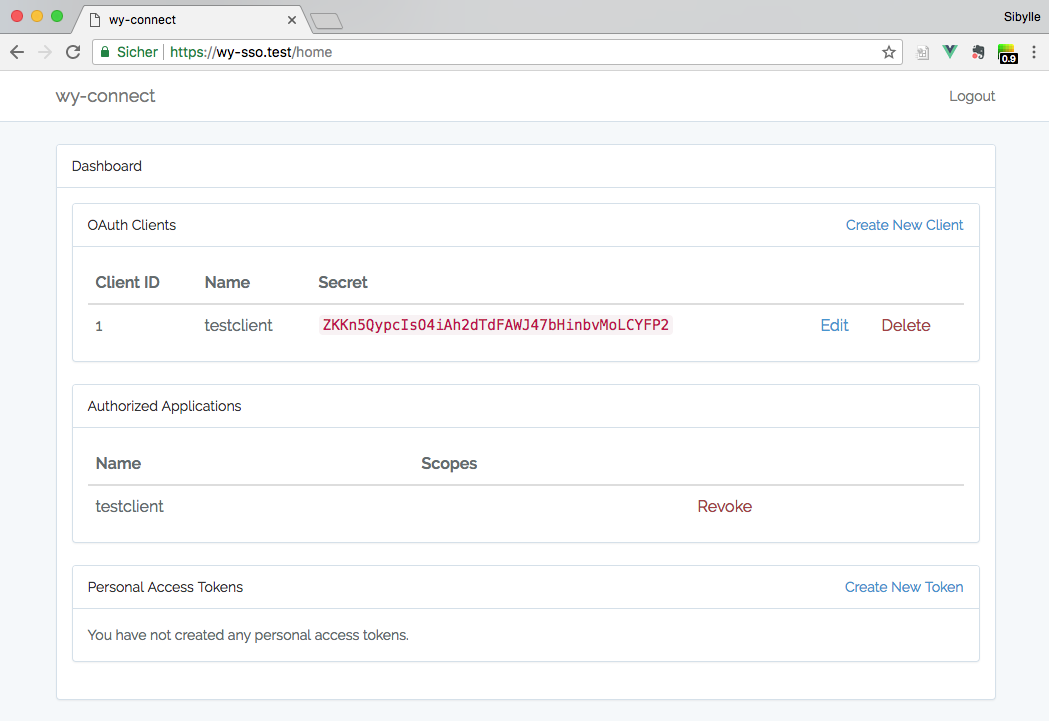 wy-connect
Sibylle
Sicher https://wy-sso.test/home
0.9
wy-connect Logout
Dashboard
OAuth Clients Create New Client
Client ID Name Secret
1 testclient ZKKn5QypcIsO4iAh2dTdFAWJ47bHinbvMoLCYFP2 Edit Delete
Authorized Applications
Name Scopes
testclient Revoke
Personal Access Tokens Create New Token
You have not created any personal access tokens.